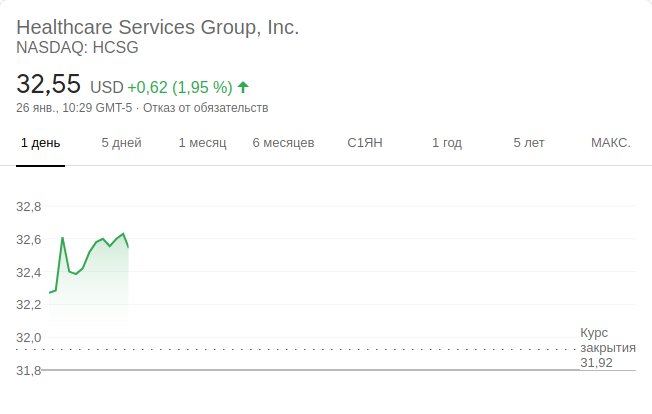 Healthcare Services Group, Inc.
NASDAQ: HCSG
32,55 USD +0,62 (1,95 %)
26 янв., 10:29 GMT-5 · Отказ от обязательств
1 день 5 дней 1 месяц 6 месяцев С1ЯН 1 год 5 лет МАКС.
32,8
32,6
32,4
32,2
32,0
31,8
Курс
закрытия
31,92